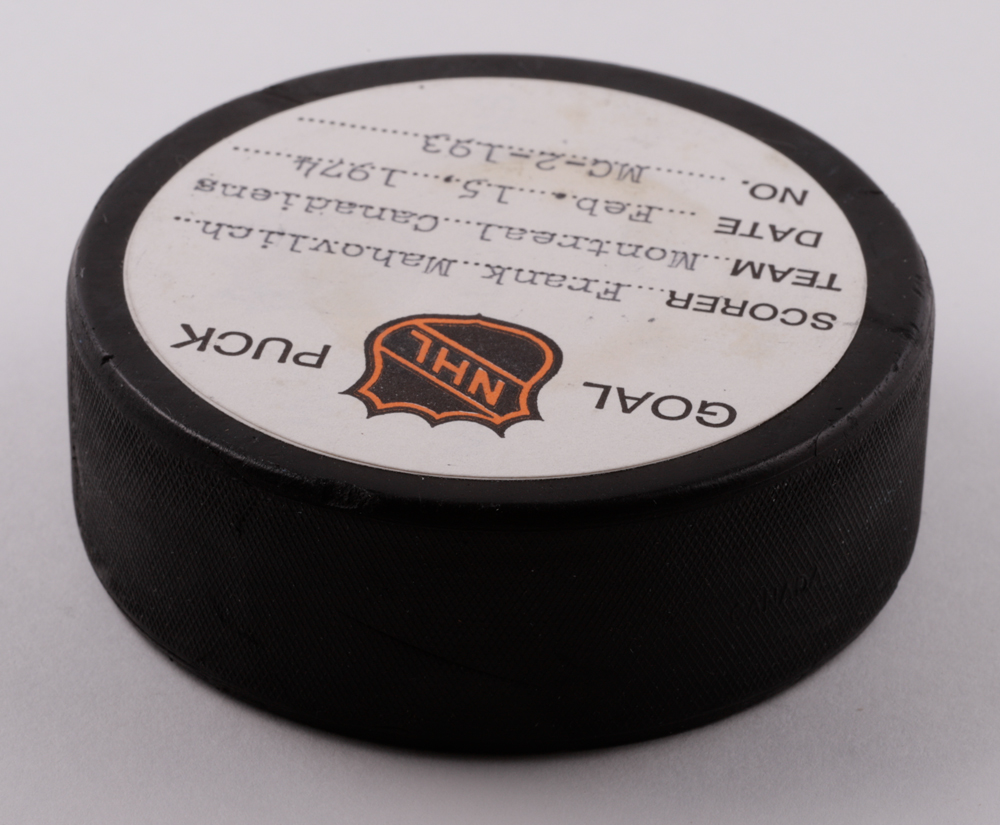 GOAL NHL PUCK
SCORER Frank Mahovlich
TEAM Montreal Canadiens
DATE Feb. 15, 1974
NO. MC-2-193